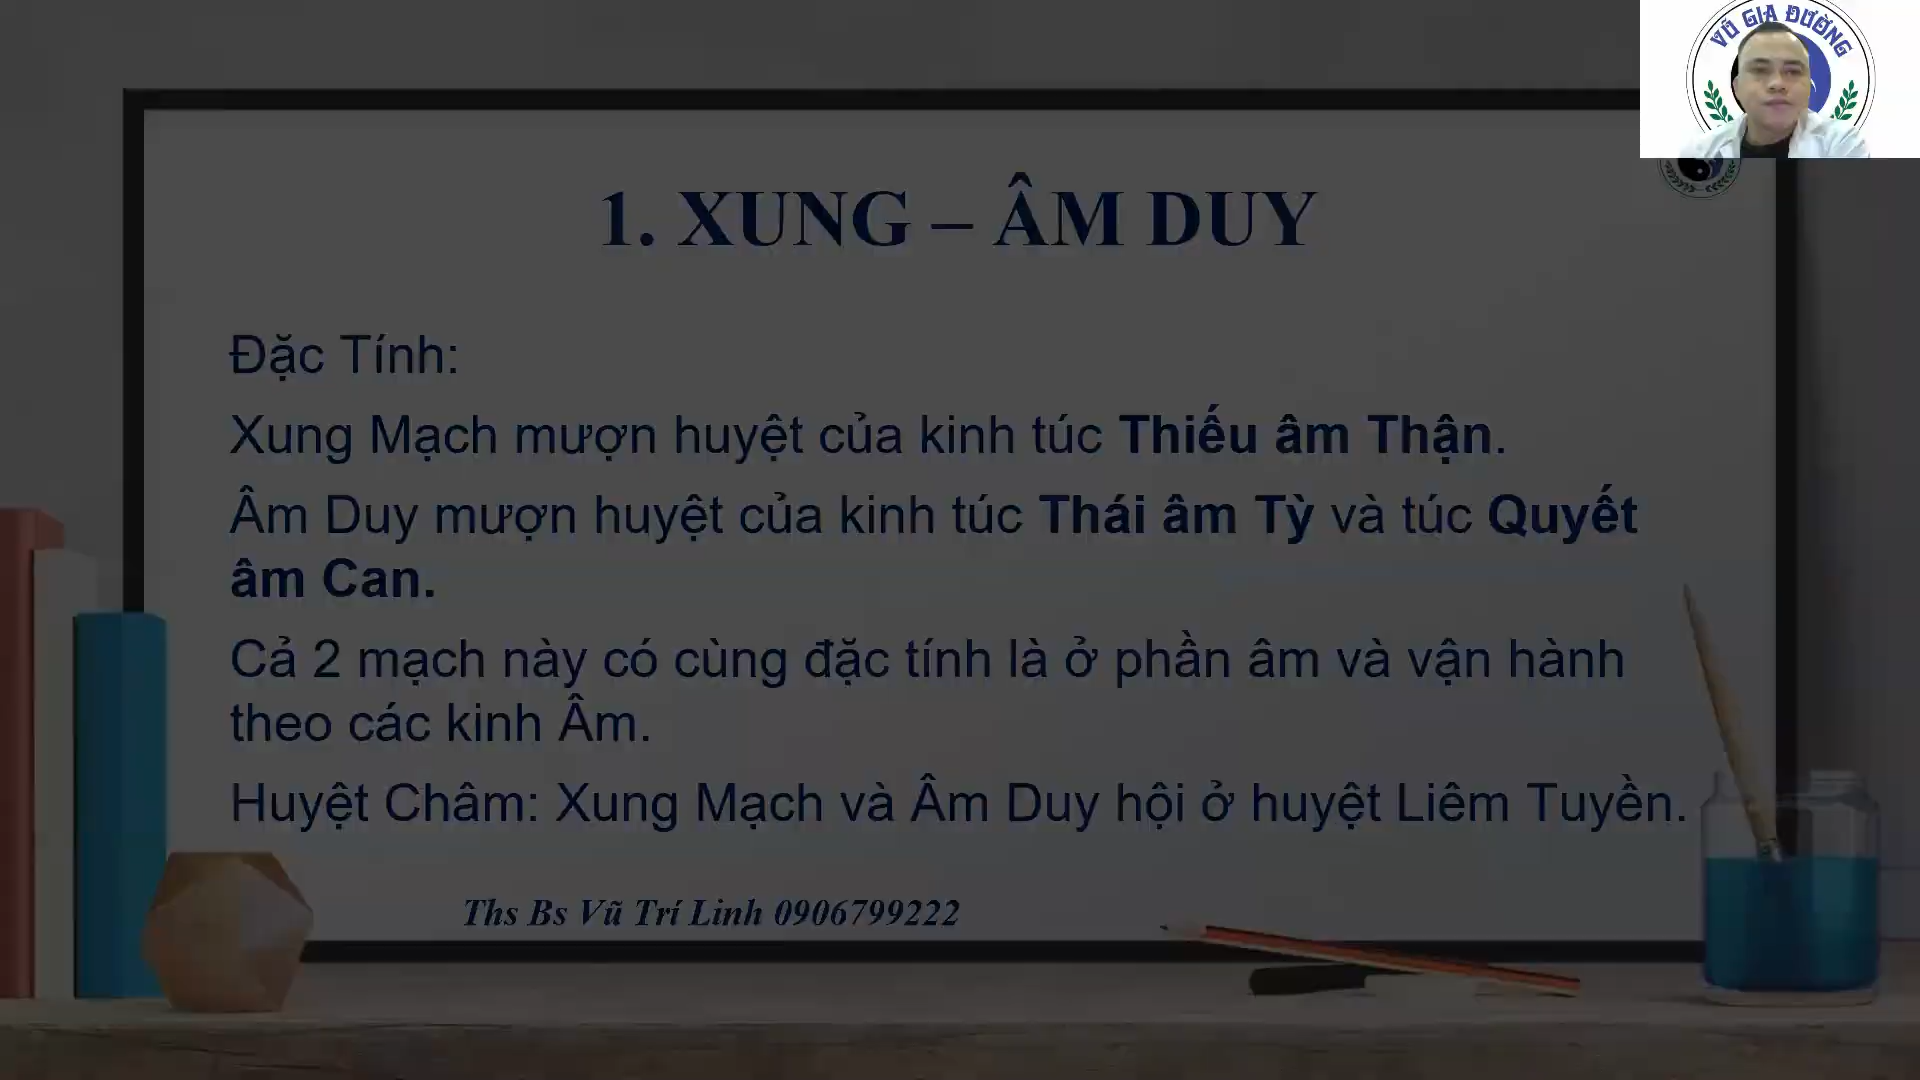 VŨ GIA ĐƯỜNG
1. XUNG – ÂM DUY
Đặc Tính:
Xung Mạch mượn huyệt của kinh túc Thiếu âm Thận.
Âm Duy mượn huyệt của kinh túc Thái âm Tỳ và túc Quyết
âm Can.
Cả 2 mạch này có cùng đặc tính là ở phần âm và vận hành
theo các kinh Âm.
Huyệt Châm: Xung Mạch và Âm Duy hội ở huyệt Liêm Tuyền.
Ths Bs Vũ Trí Linh 0906799222